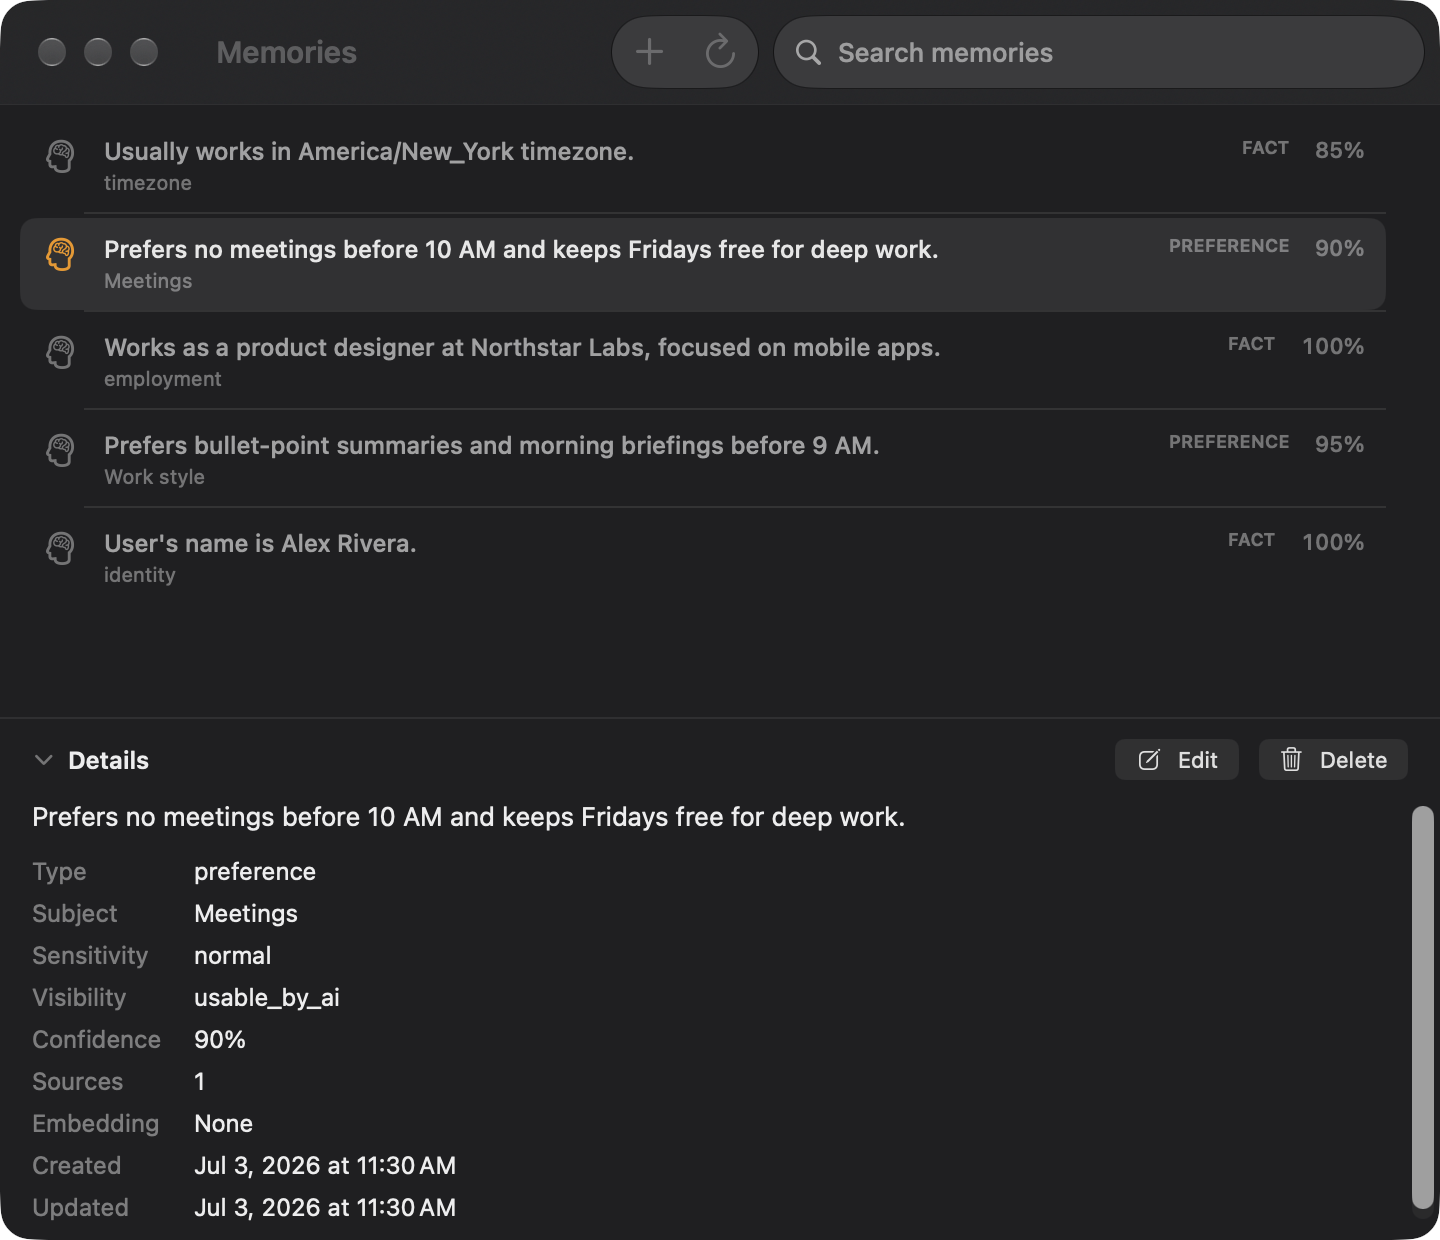 Memories
Search memories
Usually works in America/New_York timezone.
FACT
85%
timezone
Prefers no meetings before 10 AM and keeps Fridays free for deep work.
PREFERENCE
90%
Meetings
Works as a product designer at Northstar Labs, focused on mobile apps.
FACT
100%
employment
Prefers bullet-point summaries and morning briefings before 9 AM.
PREFERENCE
95%
Work style
User's name is Alex Rivera.
FACT
100%
identity
Details
Edit
Delete
Prefers no meetings before 10 AM and keeps Fridays free for deep work.
Type preference
Subject Meetings
Sensitivity normal
Visibility usable_by_ai
Confidence 90%
Sources 1
Embedding None
Created Jul 3, 2026 at 11:30 AM
Updated Jul 3, 2026 at 11:30 AM